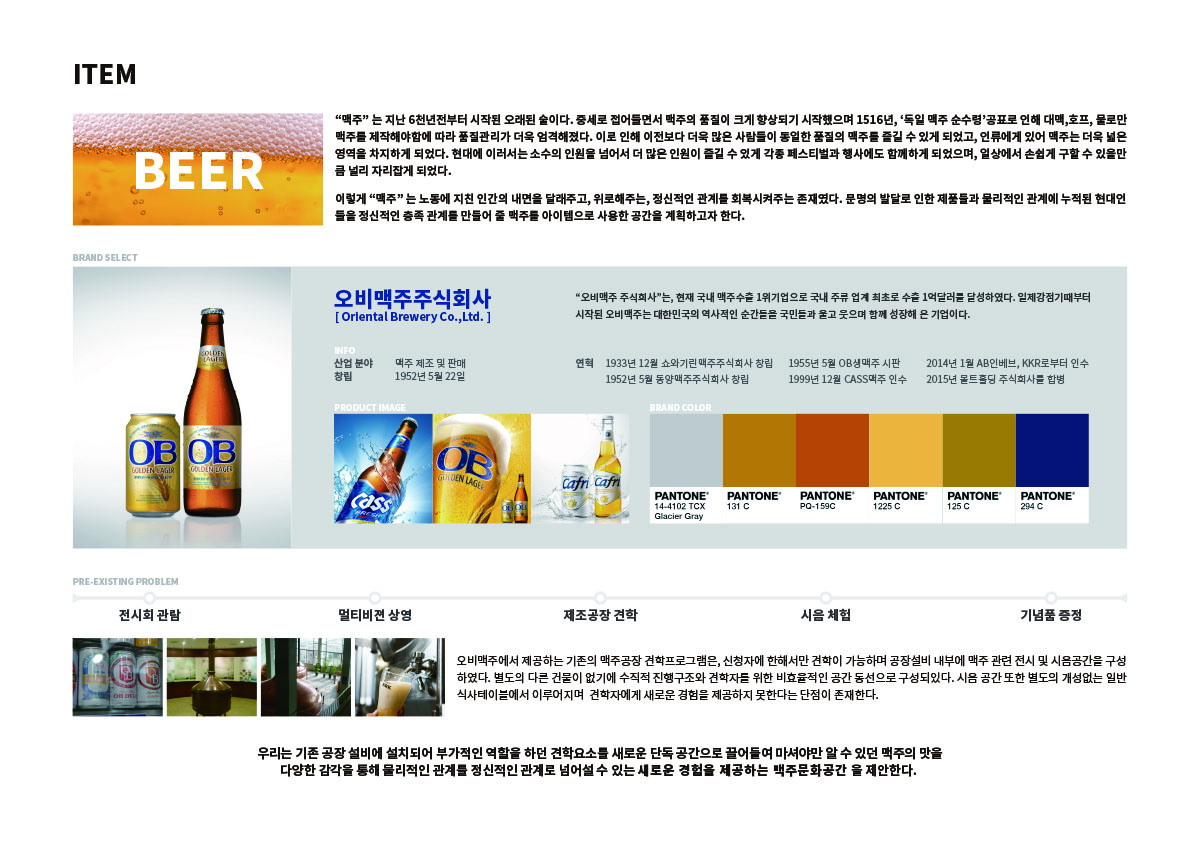 ITEM
BEER
“맥주” 는 지난 6천년전부터 시작된 오래된 술이다. 중세로 접어들면서 맥주의 품질이 크게 향상되기 시작했으며 1516년, ‘독일 맥주 순수령’공표로 인해 대맥,호프, 물로만
맥주를 제작해야함에 따라 품질관리가 더욱 엄격해졌다. 이로 인해 이전보다 더욱 많은 사람들이 통일한 품질의 맥주를 즐길 수 있게 되었고, 인류에게 있어 맥주는 더욱 넓은
영역을 차지하게 되었다. 현대에 이러서는 소수의 인원을 넘어서 더 많은 인원이 즐길 수 있게 각종 페스티벌과 행사에도 함께하게 되었으며, 일상에서 손쉽게 구할 수 있을만
큼 널리 자리잡게 되었다.
이렇게 “맥주” 는 노동에 지친 인간의 내면을 달래주고, 위로해주는, 정신적인 관계를 회복시켜주는 존재였다. 문명의 발달로 인한 제품들과 물리적인 관계에 누적된 현대인
들을 정신적인 충족 관계를 만들어 줄 맥주를 아이템으로 사용한 공간을 계획하고자 한다.
BRAND SELECT
오비맥주주식회사
[ Oriental Brewery Co.,Ltd. ]
“오비맥주 주식회사”는, 현재 국내 맥주수출 1위기업으로 국내 주류 업계 최초로 수출 1억달러를 달성하였다. 일제강점기때부터
시작된 오비맥주는 대한민국의 역사적인 순간들을 국민들과 울고 웃으며 함께 성장해 온 기업이다.
INFO
산업 분야 맥주 제조 및 판매
창립 1952년 5월 22일
연혁 1933년 12월 쇼와기린맥주주식회사 창립 1955년 5월 OB생맥주 시판 2014년 1월 AB인베브, KKR로부터 인수
1952년 5월 동양맥주주식회사 창립 1999년 12월 CASS맥주 인수 2015년 몰트홀딩 주식회사를 합병
GOLDEN LAGER
OB
GOLDEN LAGER
OB
GOLDEN LAGER
PRODUCT IMAGE
Cass
FRESH
OB
GOLDEN LAGER
OB
OB
Cafri
Cafri
BRAND COLOR
PANTONE® PANTONE® PANTONE® PANTONE® PANTONE® PANTONE®
14-4102 TCX 131 C PQ-159C 1225 C 125 C 294 C
Glacier Gray
PRE-EXISTING PROBLEM
전시회 관람 멀티비젼 상영 제조공장 견학 시음 체험 기념품 증정
오비맥주에서 제공하는 기존의 맥주공장 견학프로그램은, 신청자에 한해서만 견학이 가능하며 공장설비 내부에 맥주 관련 전시 및 시음공간을 구성
하였다. 별도의 다른 건물이 없기에 수직적 진행구조와 견학자를 위한 비효율적인 공간 동선으로 구성되있다. 시음 공간 또한 별도의 개성없는 일반
식사테이블에서 이루어지며 견학자에게 새로운 경험을 제공하지 못한다는 단점이 존재한다.
우리는 기존 공장 설비에 설치되어 부가적인 역할을 하던 견학요소를 새로운 단독 공간으로 끌어들여 마셔야만 알 수 있던 맥주의 맛을
다양한 감각을 통해 물리적인 관계를 정신적인 관계로 넘어설 수 있는 새로운 경험을 제공하는 맥주문화공간 을 제안한다.